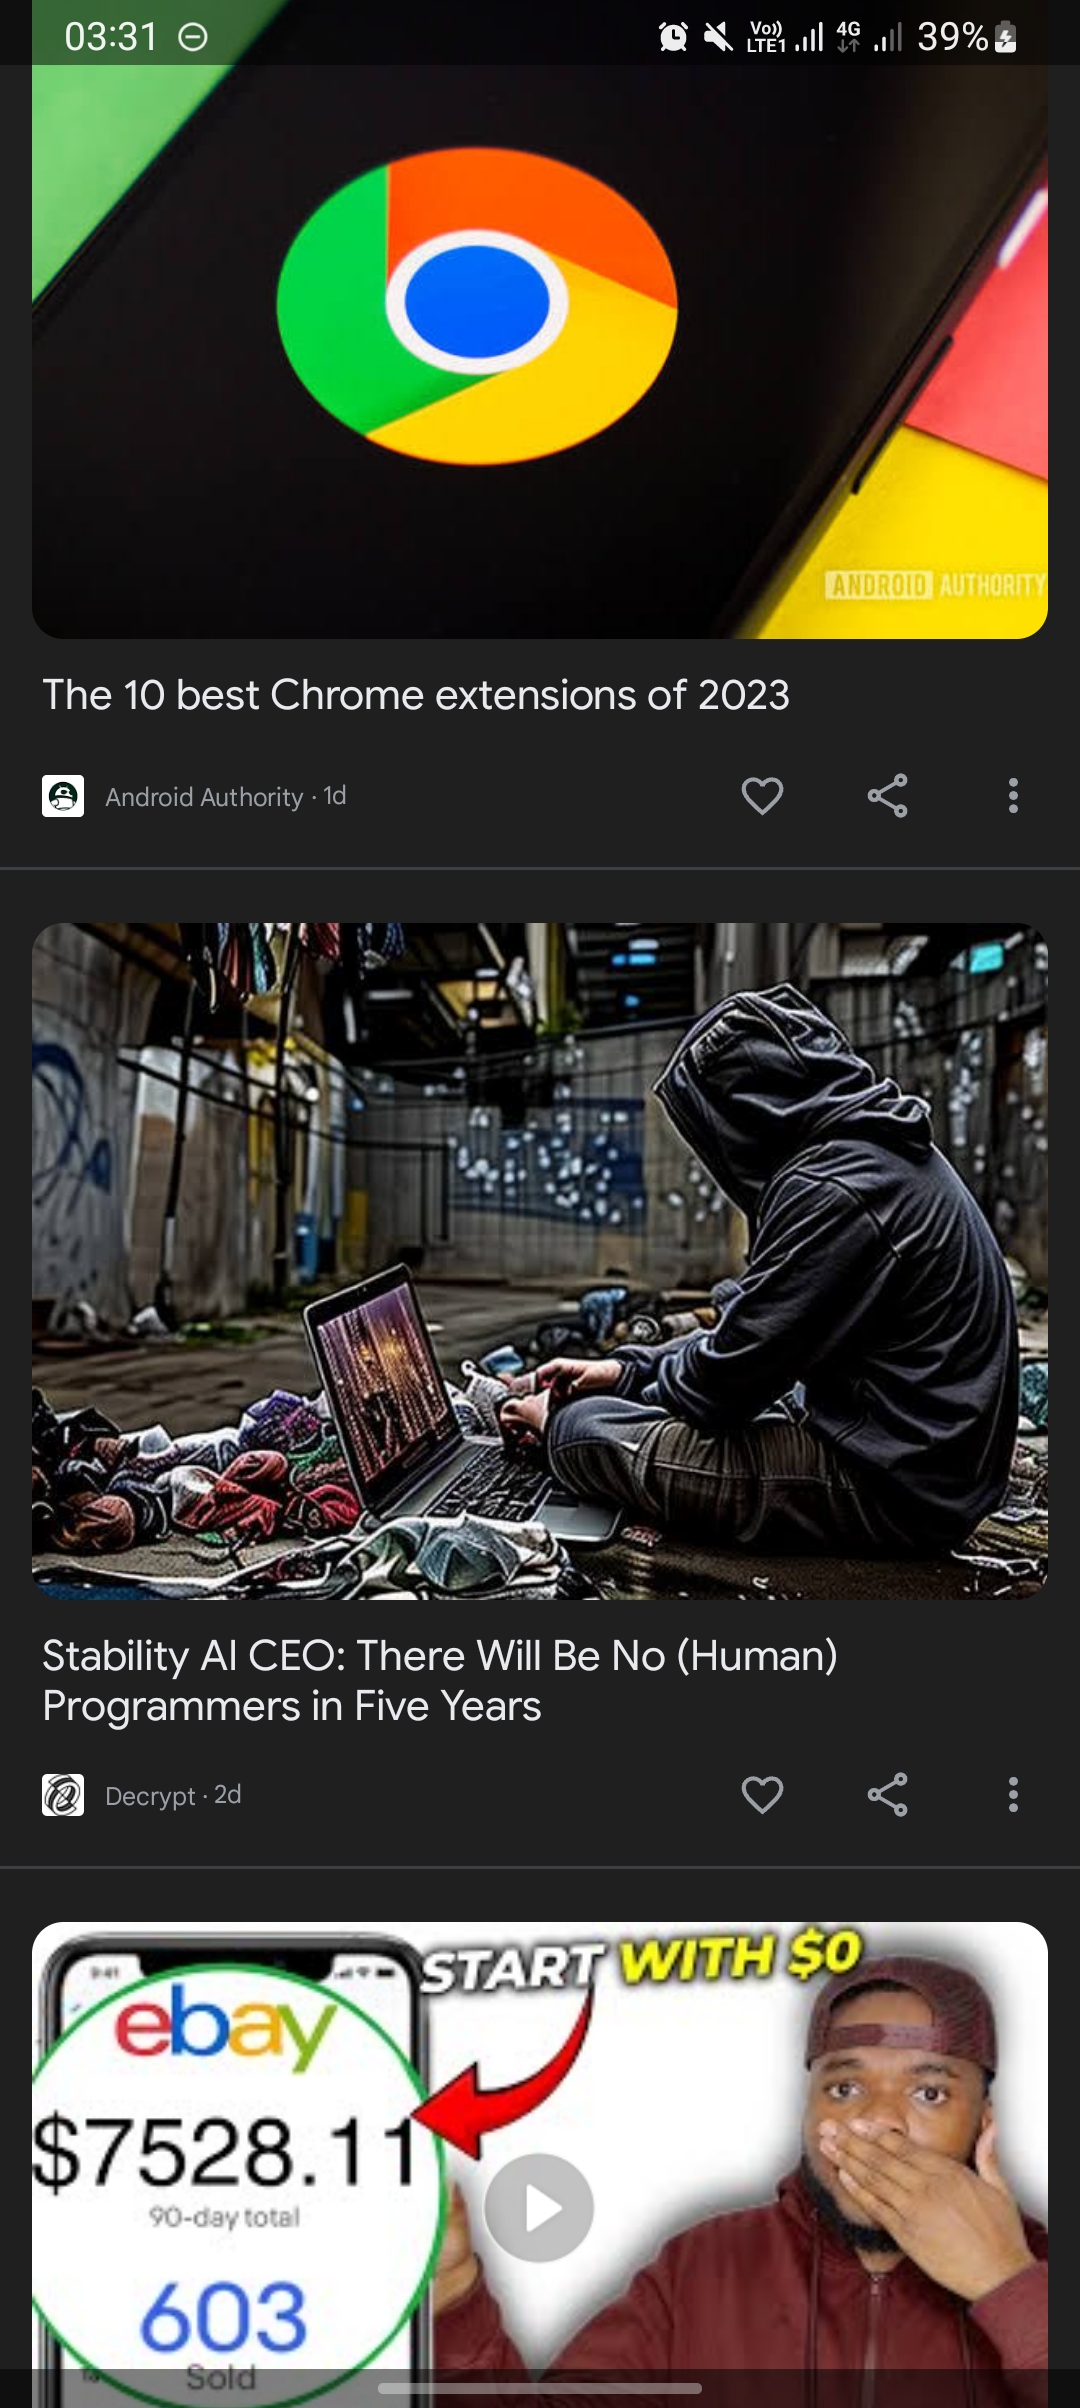 03:31
Vo)) LTE1 4G 39%
ANDROID AUTHORITY
The 10 best Chrome extensions of 2023
Android Authority · 1d
Stability AI CEO: There Will Be No (Human)
Programmers in Five Years
Decrypt · 2d
START WITH $0
9:41
ebay
$7528.11
90-day total
603
Sold